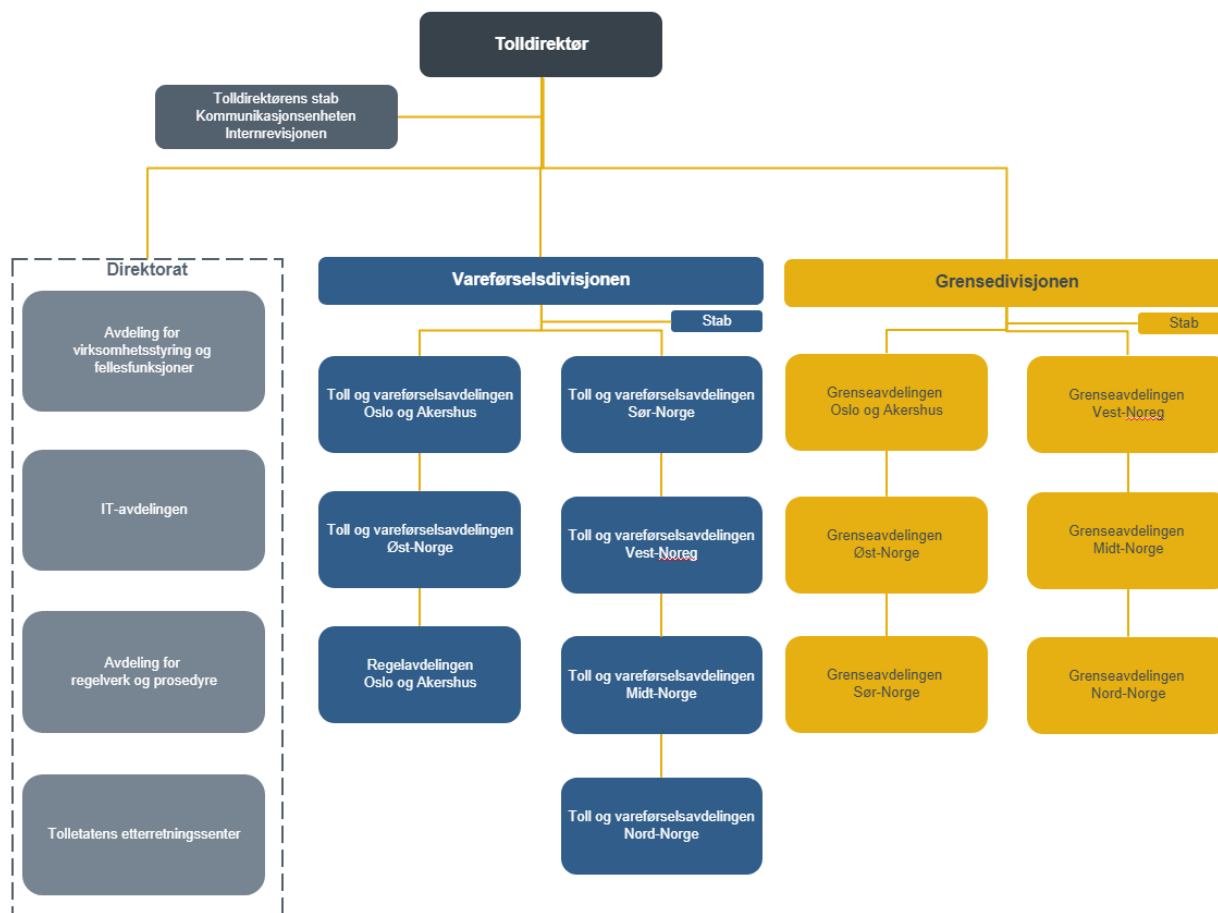 Tolldirektør
Tolldirektørens stab
Kommunikasjonsenheten
Internrevisjonen
Direktorat
Avdeling for
virksomhetsstyring og
fellesfunksjoner
IT-avdelingen
Avdeling for
regelverk og prosedyre
Tolletatens etterretningssenter
Vareførselsdivisjonen
Stab
Toll og vareførselsavdelingen
Oslo og Akershus
Toll og vareførselsavdelingen
Øst-Norge
Regelavdelingen
Oslo og Akershus
Toll og vareførselsavdelingen
Sør-Norge
Toll og vareførselsavdelingen
Vest-Noreg
Toll og vareførselsavdelingen
Midt-Norge
Toll og vareførselsavdelingen
Nord-Norge
Grensedivisjonen
Stab
Grenseavdelingen
Oslo og Akershus
Grenseavdelingen
Øst-Norge
Grenseavdelingen
Sør-Norge
Grenseavdelingen
Vest-Noreg
Grenseavdelingen
Midt-Norge
Grenseavdelingen
Nord-Norge